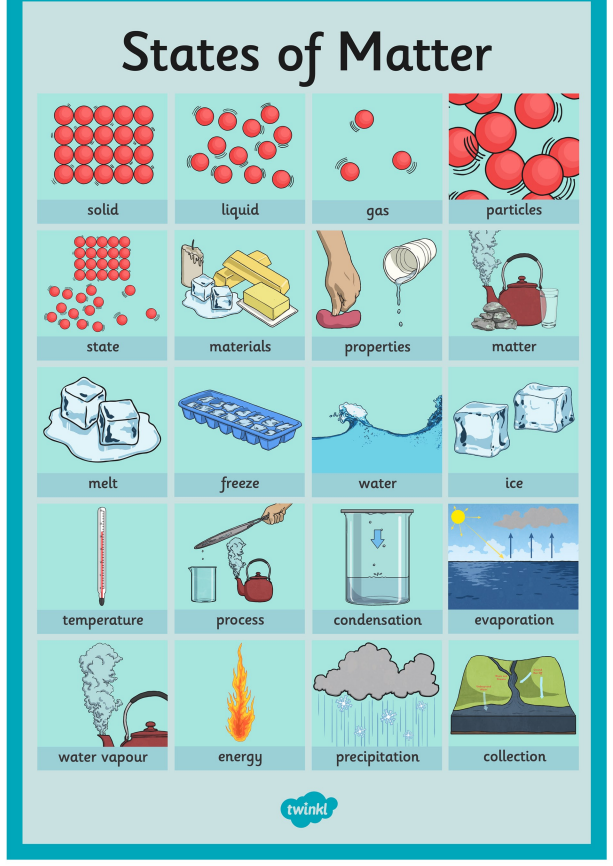 States of Matter
solid
liquid
gas
particles
state
materials
properties
matter
melt
freeze
water
ice
temperature
process
condensation
evaporation
water vapour
energy
precipitation
collection
twinkl